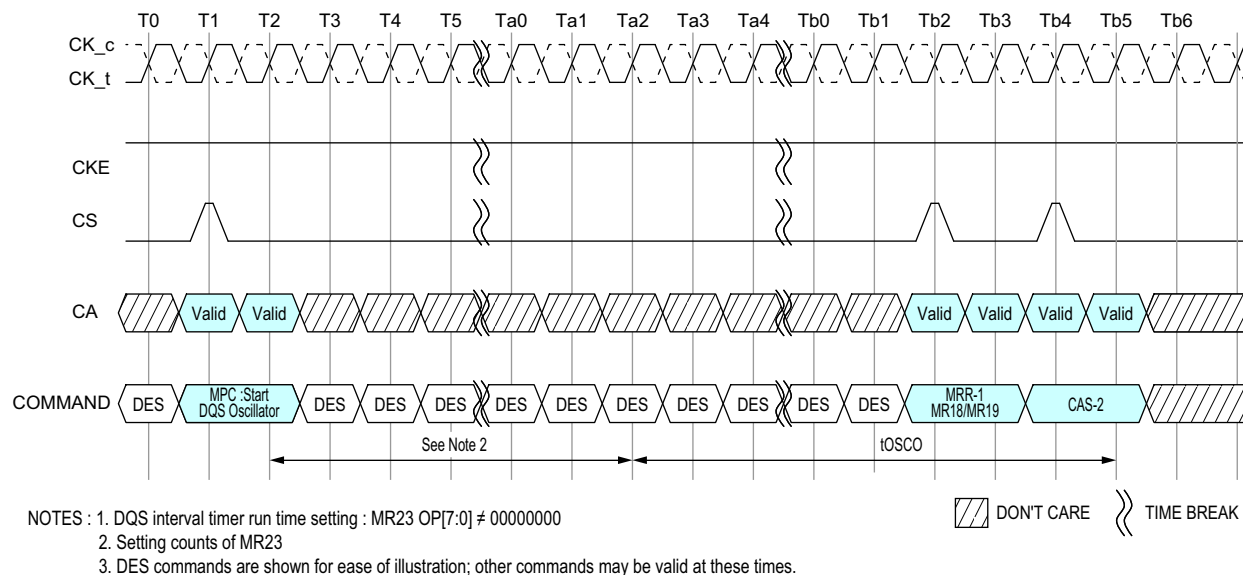 T0 T1 T2 T3 T4 T5 Ta0 Ta1 Ta2 Ta3 Ta4 Tb0 Tb1 Tb2 Tb3 Tb4 Tb5 Tb6
CK_c
CK_t
CKE
CS
CA Valid Valid Valid Valid Valid Valid
COMMAND DES MPC :Start DQS Oscillator DES DES DES DES DES DES DES DES DES DES MRR-1 MR18/MR19 CAS-2
See Note 2 tOSCO
NOTES : 1. DQS interval timer run time setting : MR23 OP[7:0] ≠ 00000000
2. Setting counts of MR23
3. DES commands are shown for ease of illustration; other commands may be valid at these times.
DON'T CARE TIME BREAK